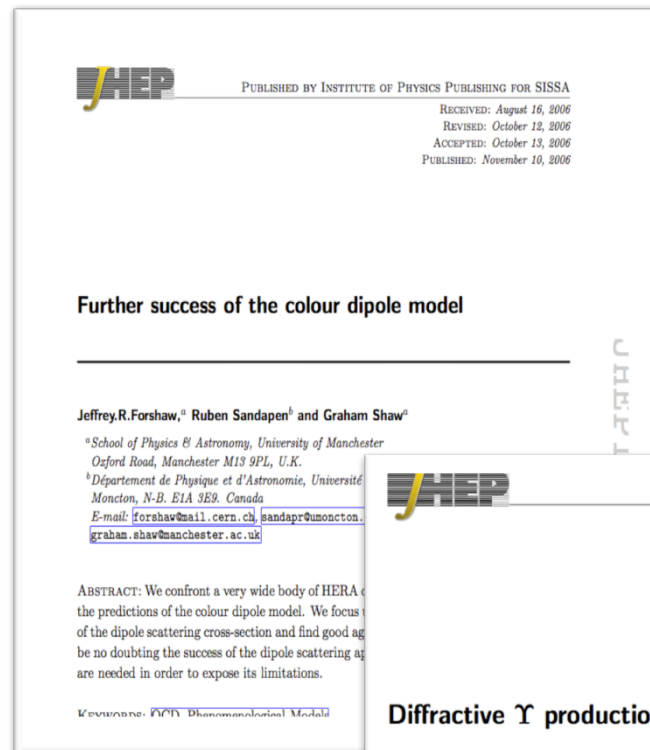 JHEP
PUBLISHED BY INSTITUTE OF PHYSICS PUBLISHING FOR SISSA
RECEIVED: August 16, 2006
REVISED: October 12, 2006
ACCEPTED: October 13, 2006
PUBLISHED: November 10, 2006
Further success of the colour dipole model
Jeffrey.R.Forshaw,ᵃ Ruben Sandapenᵇ and Graham Shawᵃ
ᵃSchool of Physics & Astronomy, University of Manchester
Oxford Road, Manchester M13 9PL, U.K.
ᵇDépartement de Physique et d'Astronomie, Université
Moncton, N-B. E1A 3E9. Canada
E-mail: forshaw@mail.cern.ch, sandapr@umoncton.
graham.shaw@manchester.ac.uk
ABSTRACT: We confront a very wide body of HERA
the predictions of the colour dipole model. We focus
of the dipole scattering cross-section and find good
be no doubting the success of the dipole scattering
are needed in order to expose its limitations.
KEYWORDS: QCD, Phenomenological Models
JHEP
JHEP
Diffractive ϒ productio